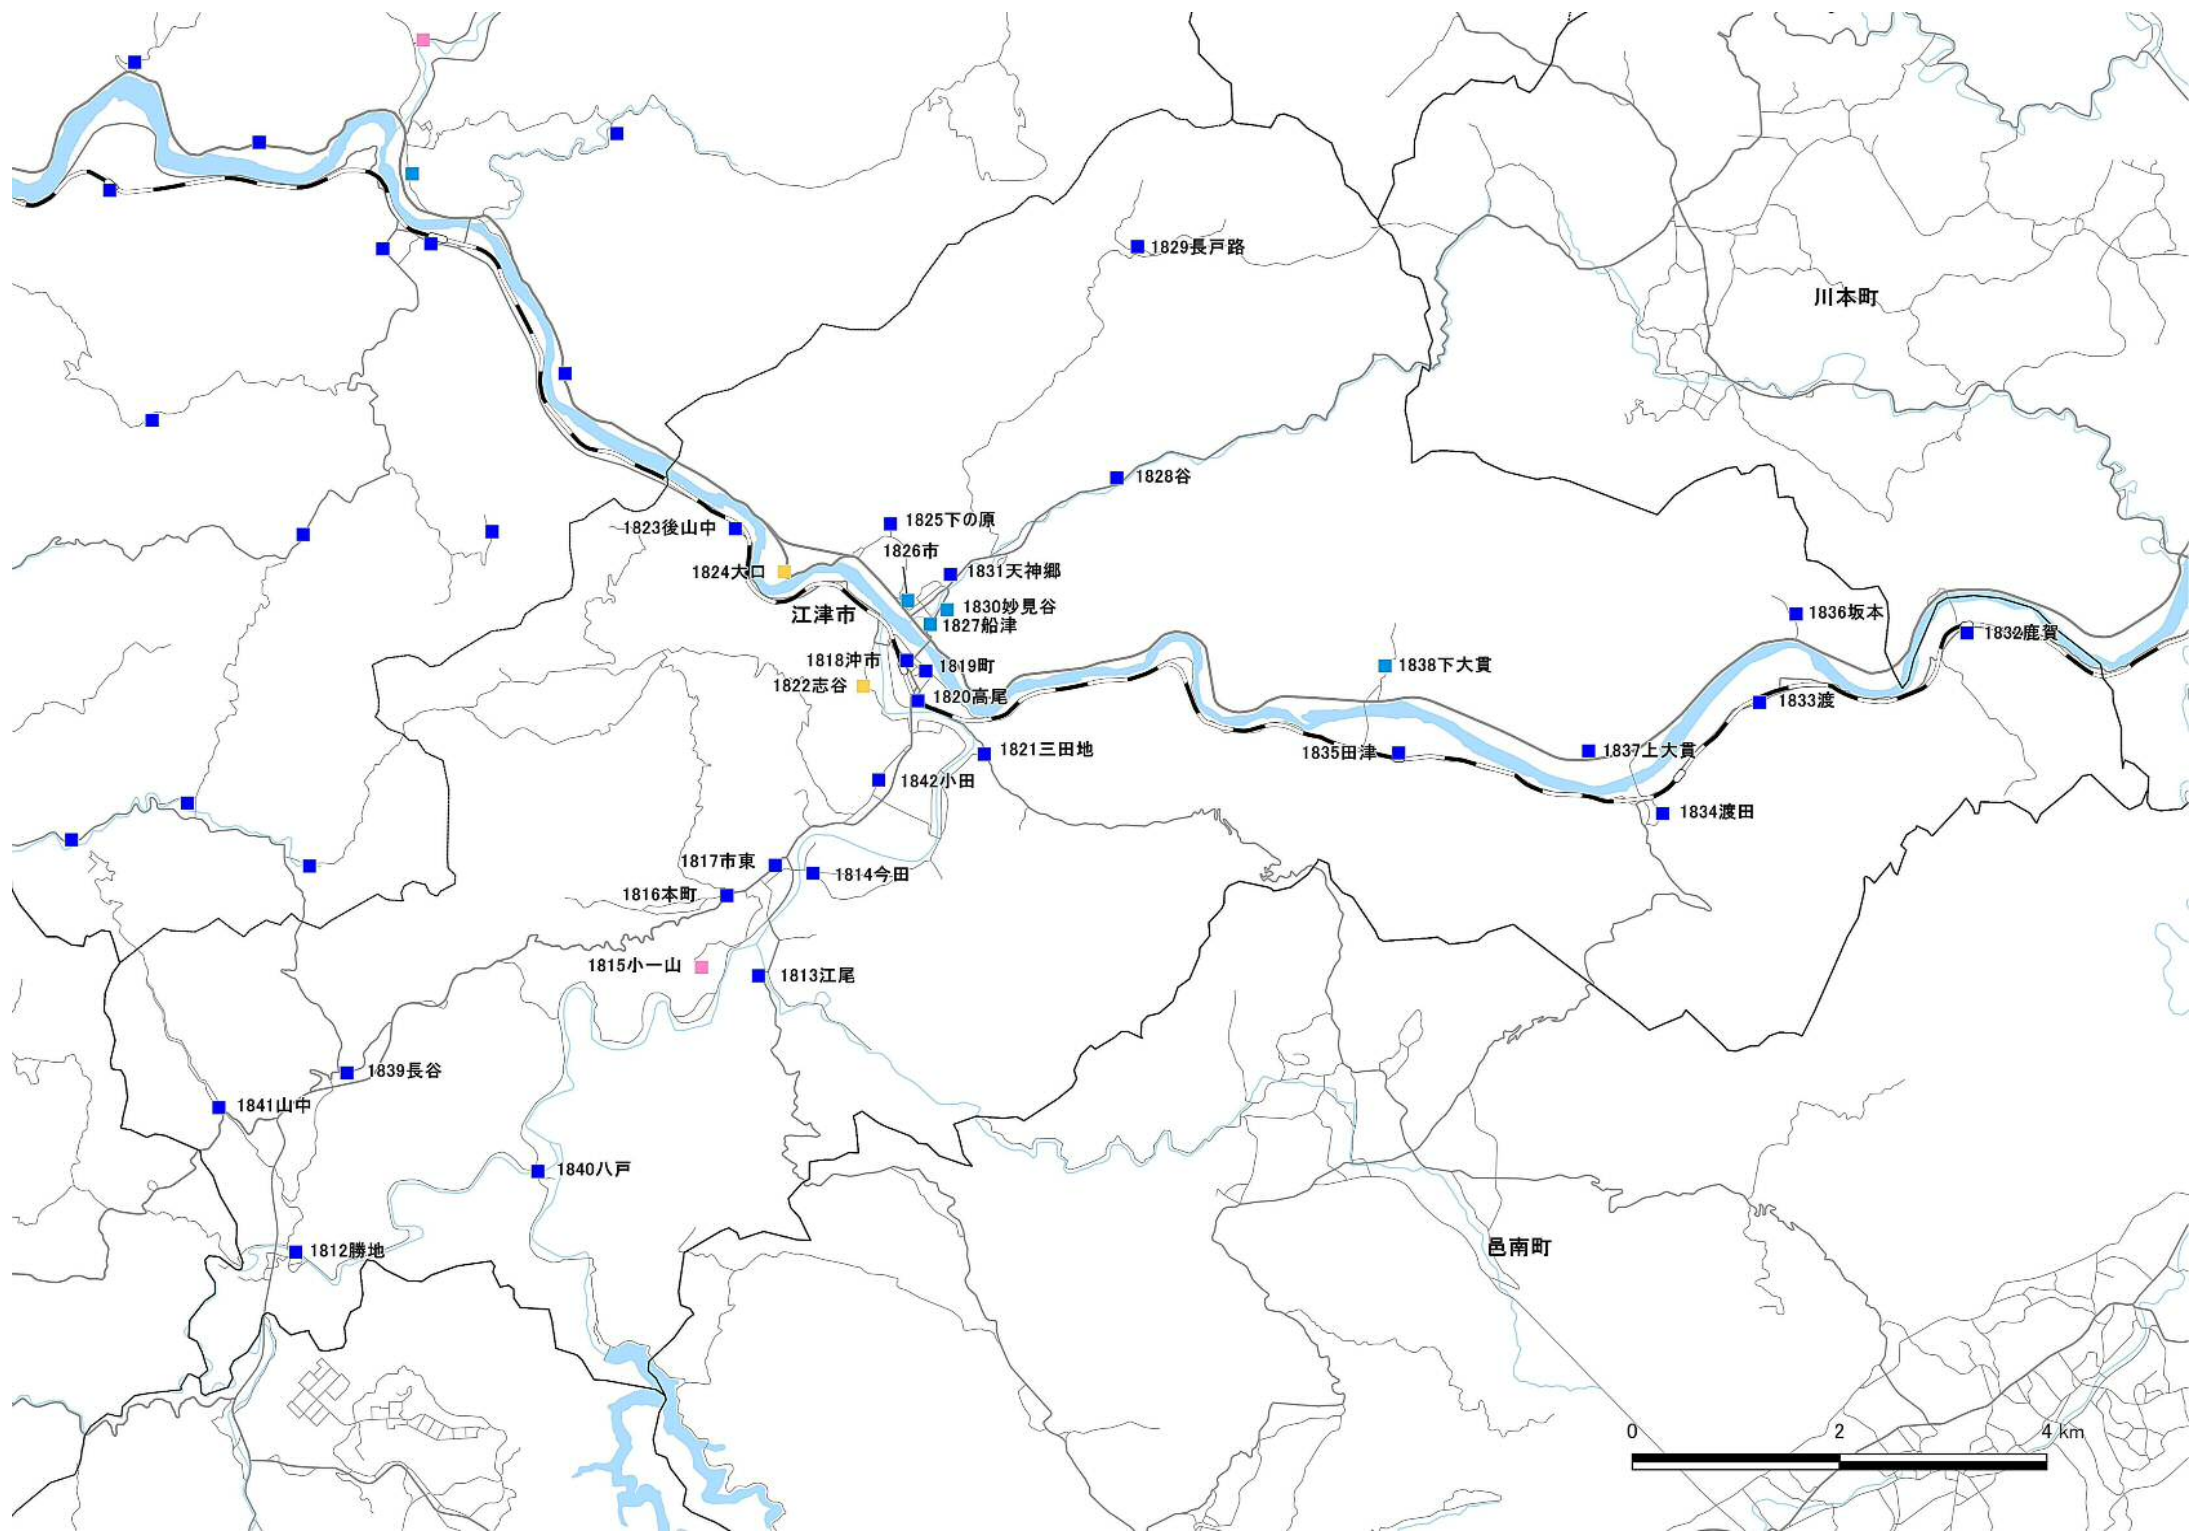 1829長戸路
川本町
1828谷
1825下の原
1823後山中
1826市
1824大口
1831天神郷
1830妙見谷
江津市
1836坂本
1827船津
1832鹿賀
1818沖市
1819町
1838下大貫
1822志谷
1820高尾
1833渡
1821三田地
1835田津
1837上大貫
1842小田
1834渡田
1817市東
1814今田
1816本町
1815小一山
1813江尾
1839長谷
1841山中
1840八戸
1812勝地
邑南町
0 2 4 km